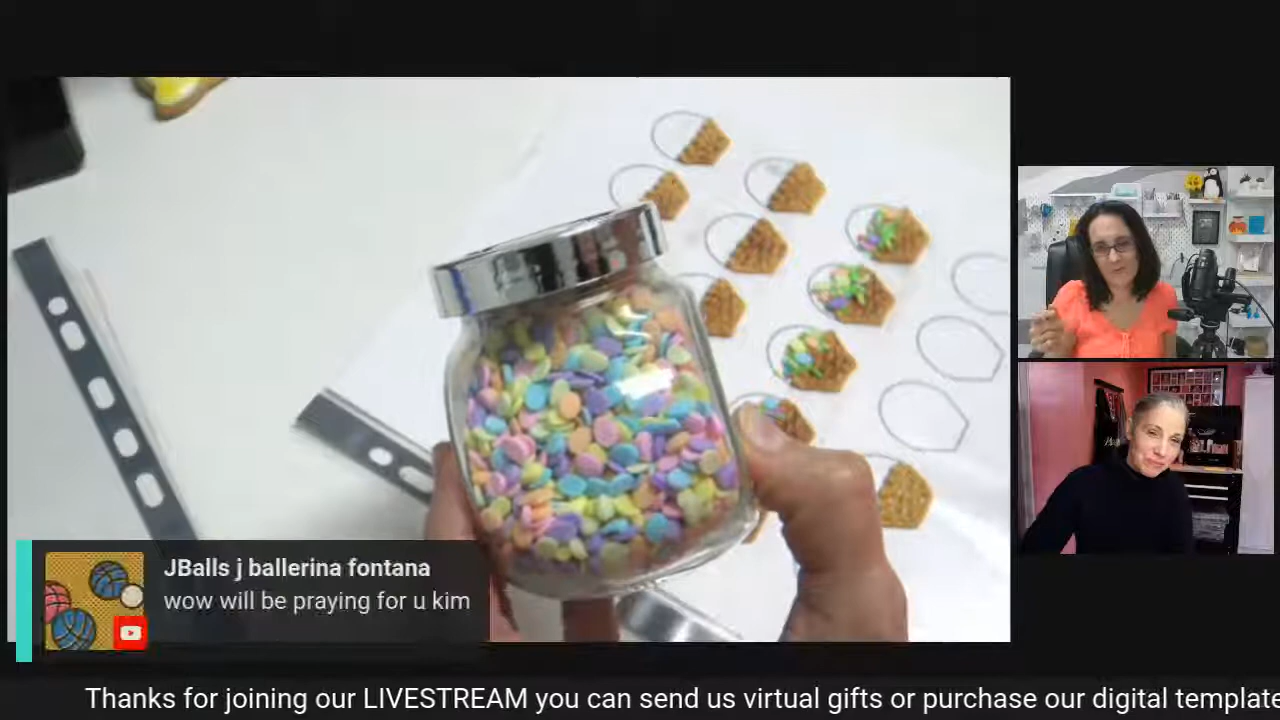 JBalls j ballerina fontana
wow will be praying for u kim
Thanks for joining our LIVESTREAM you can send us virtual gifts or purchase our digital template